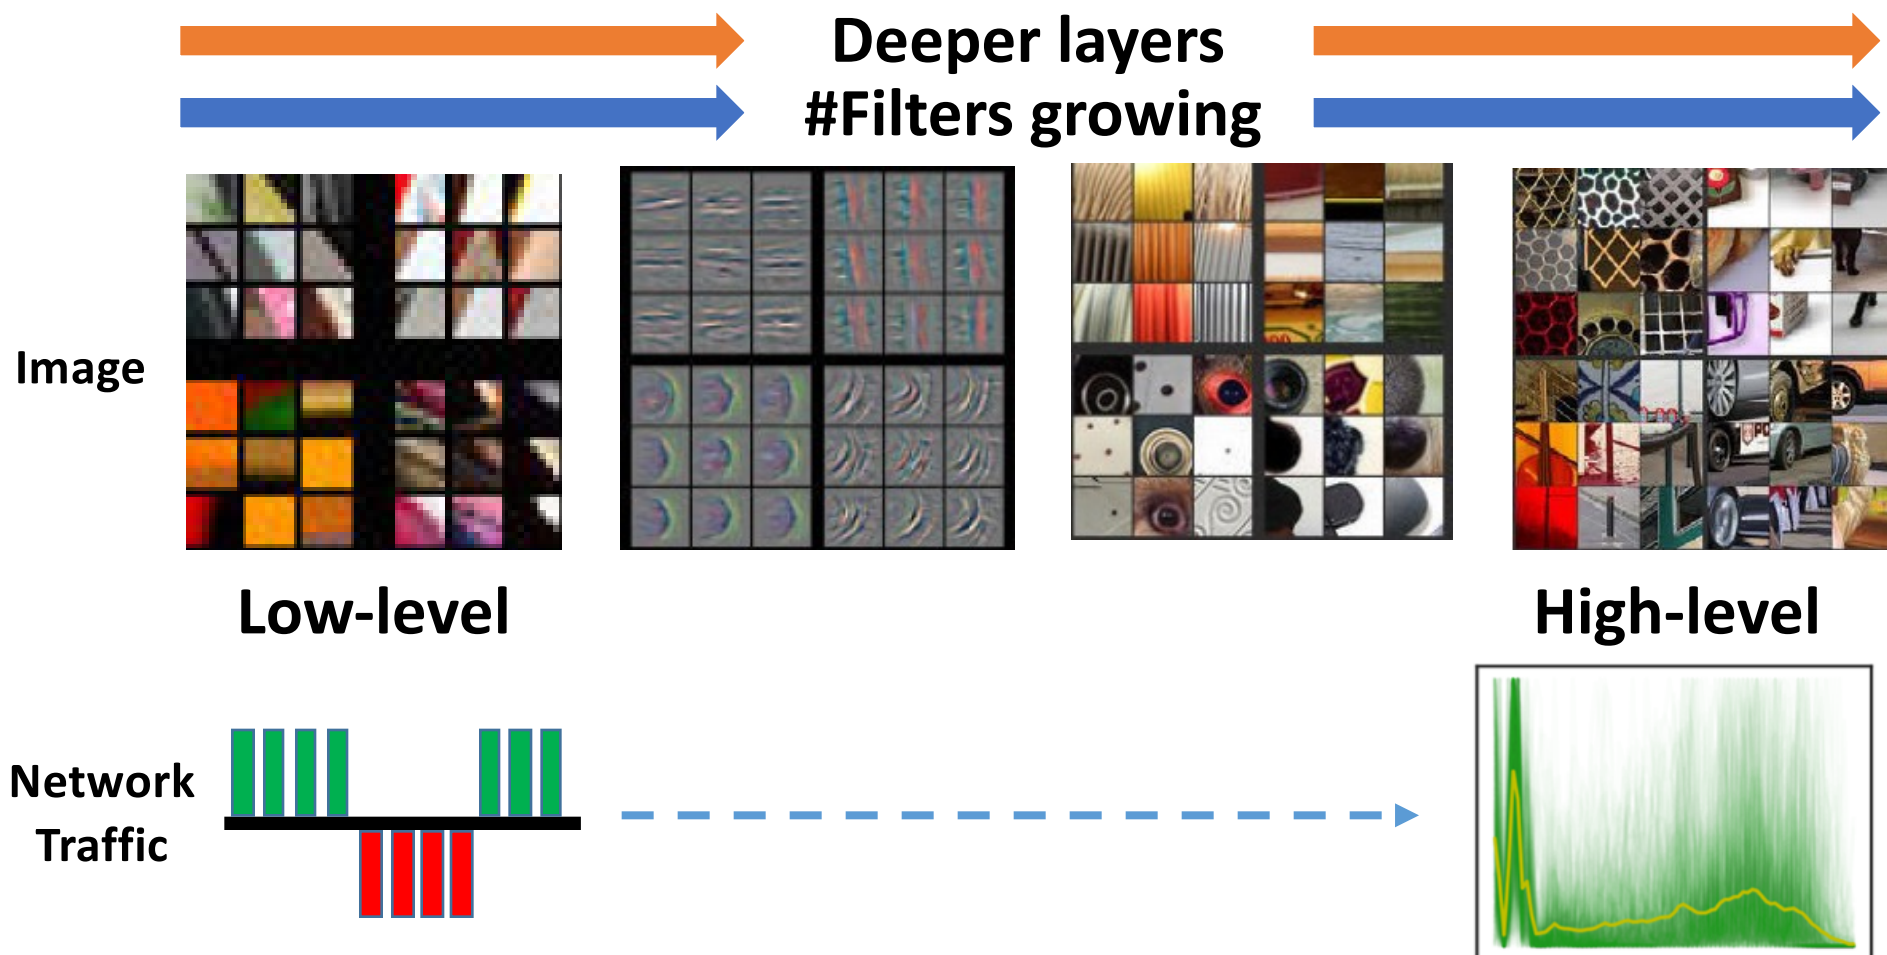 Deeper layers
#Filters growing
Image
Low-level
High-level
Network
Traffic